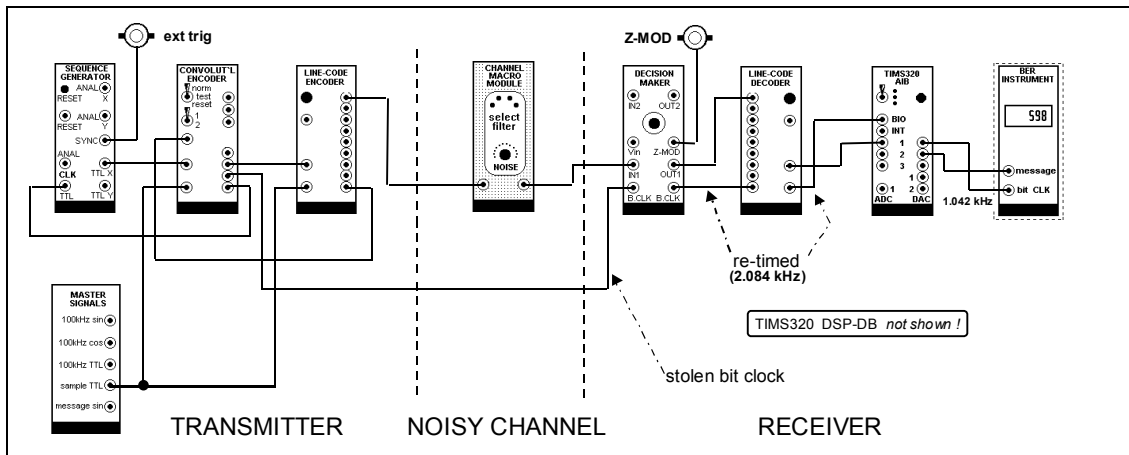 ext trig
Z-MOD
SEQUENCE
GENERATOR
ANAL
X
RESET
ANAL
Y
RESET
SYNC
ANAL
CLK
TTL X
TTL
TTL Y
CONVOLUT'L
ENCODER
norm
test
reset
1
2
LINE-CODE
ENCODER
CHANNEL
MACRO
MODULE
select
filter
NOISE
DECISION
MAKER
IN2
OUT2
Vin
Z-MOD
IN1
OUT1
B.CLK
B.CLK
LINE-CODE
DECODER
TIMS320
AIB
BIO
INT
1
2
3
1
1
2
ADC
DAC
BER
INSTRUMENT
598
message
bit CLK
1.042 kHz
re-timed
(2.084 kHz)
MASTER
SIGNALS
100kHz sin
100kHz cos
100kHz TTL
sample TTL
message sin
TIMS320 DSP-DB not shown !
stolen bit clock
TRANSMITTER
NOISY CHANNEL
RECEIVER